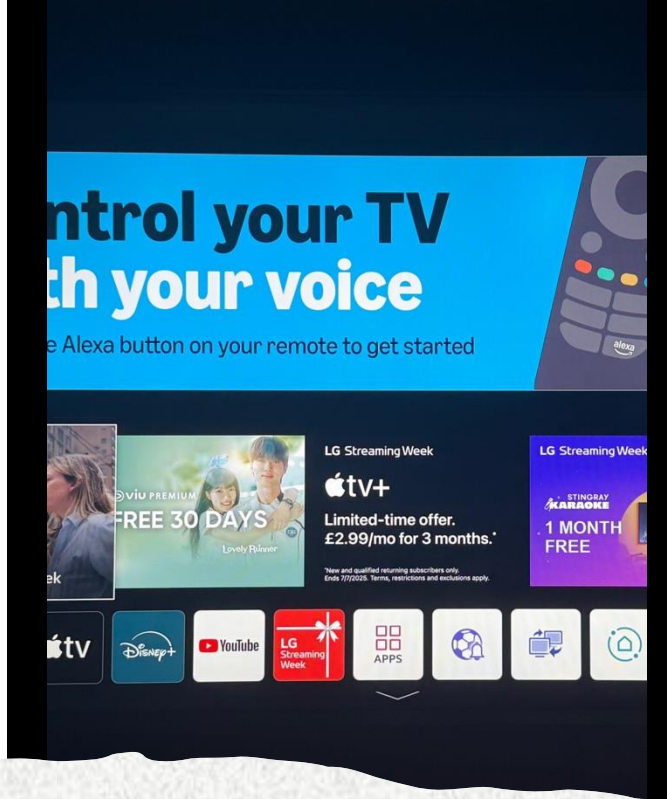 ntrol your TV
th your voice
e Alexa button on your remote to get started
alexa
ek
viu PREMIUM
FREE 30 DAYS
Lovely Runner
LG Streaming Week
tv+
Limited-time offer.
£2.99/mo for 3 months.*
*New and qualified returning subscribers only.
Ends 7/7/2025. Terms, restrictions and exclusions apply.
LG Streaming Week
STINGRAY
KARAOKE
1 MONTH
FREE
tv
Disney+
YouTube
LG
Streaming
Week
APPS